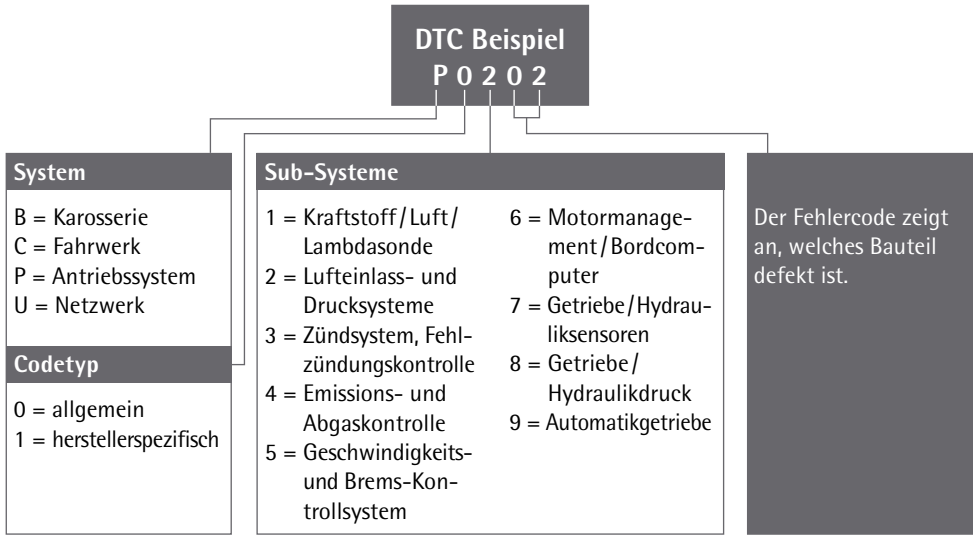 DTC Beispiel
P 0 2 0 2
System
B = Karosserie
C = Fahrwerk
P = Antriebssystem
U = Netzwerk
Codetyp
0 = allgemein
1 = herstellerspezifisch
Sub-Systeme
1 = Kraftstoff/Luft/
Lambdasonde
2 = Lufteinlass- und
Drucksysteme
3 = Zündsystem, Fehl-
zündungskontrolle
4 = Emissions- und
Abgaskontrolle
5 = Geschwindigkeits-
und Brems-Kon-
trollsystem
6 = Motormanage-
ment/Bordcom-
puter
7 = Getriebe/Hydrau-
liksensoren
8 = Getriebe/
Hydraulikdruck
9 = Automatikgetriebe
Der Fehlercode zeigt
an, welches Bauteil
defekt ist.